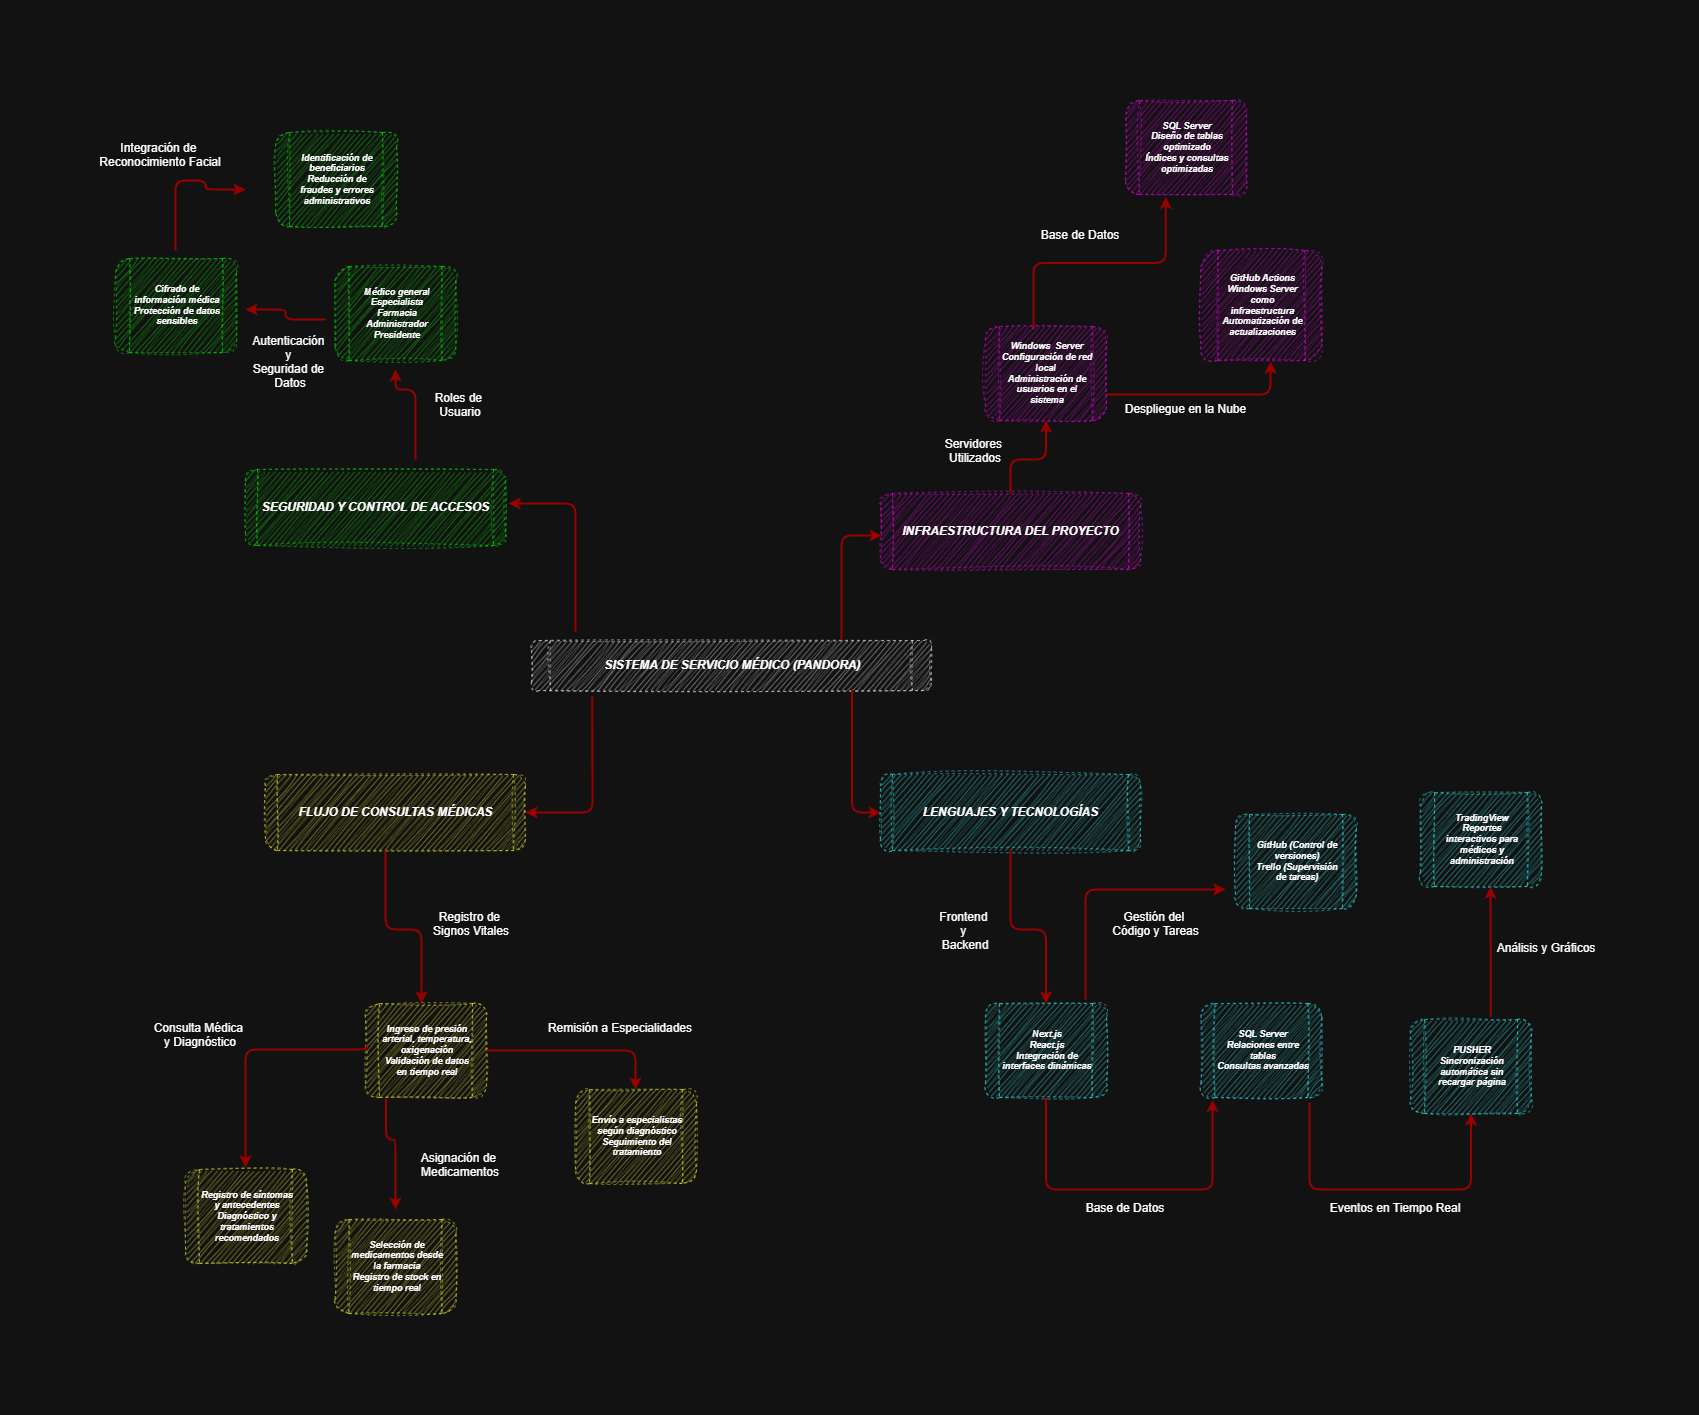 Integración de
Reconocimiento Facial
Identificación de
beneficiarios
Reducción de
fraudes y errores
administrativos
Cifrado de
información médica
Protección de datos
sensibles
Médico general
Especialista
Farmacia
Administrador
Presidente
Autenticación
y
Seguridad de
Datos
Roles de
Usuario
SEGURIDAD Y CONTROL DE ACCESOS
SQL Server
Diseño de tablas
optimizado
Índices y consultas
optimizadas
Base de Datos
GitHub Actions
Windows Server
como
infraestructura
Automatización de
actualizaciones
Windows Server
Configuración de red
local
Administración de
usuarios en el
sistema
Despliegue en la Nube
Servidores
Utilizados
INFRAESTRUCTURA DEL PROYECTO
SISTEMA DE SERVICIO MÉDICO (PANDORA)
FLUJO DE CONSULTAS MÉDICAS
Registro de
Signos Vitales
Consulta Médica
y Diagnóstico
Ingreso de presión
arterial, temperatura,
oxigenación
Validación de datos
en tiempo real
Remisión a Especialidades
Envío a especialistas
según diagnóstico
Seguimiento del
tratamiento
Asignación de
Medicamentos
Registro de síntomas
y antecedentes
Diagnóstico y
tratamientos
recomendados
Selección de
medicamentos desde
la farmacia
Registro de stock en
tiempo real
LENGUAJES Y TECNOLOGÍAS
GitHub (Control de
versiones)
Trello (Supervisión
de tareas)
TradingView
Reportes
interactivos para
médicos y
administración
Frontend
y
Backend
Gestión del
Código y Tareas
Análisis y Gráficos
Next.js
React.js
Integración de
interfaces dinámicas
SQL Server
Relaciones entre
tablas
Consultas avanzadas
PUSHER
Sincronización
automática sin
recargar página
Base de Datos
Eventos en Tiempo Real